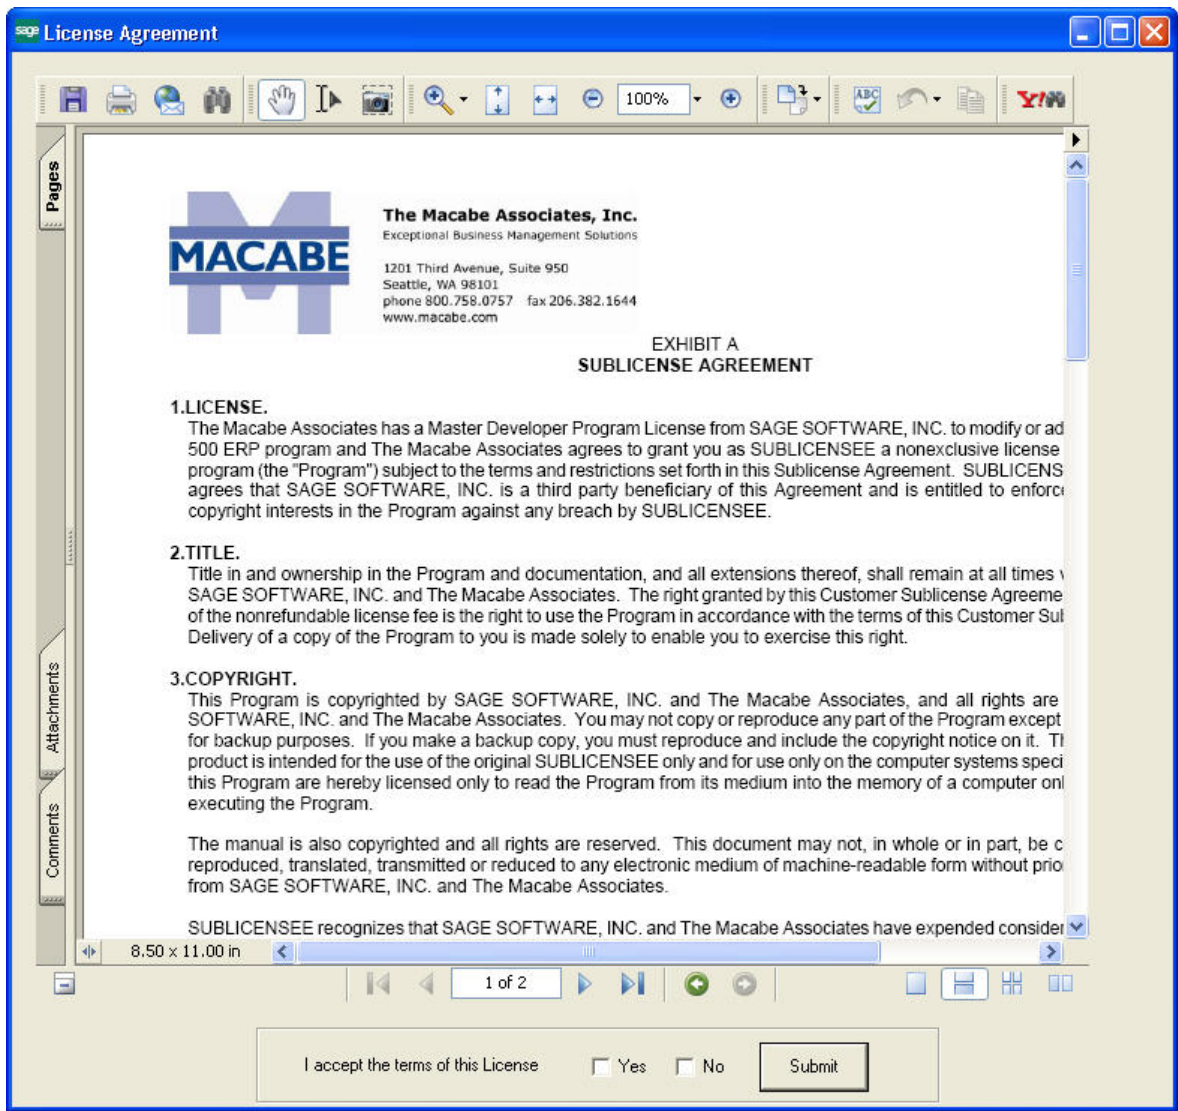 sage License Agreement
100%
ABC
Y!
Pages
MACABE
The Macabe Associates, Inc.
Exceptional Business Management Solutions
1201 Third Avenue, Suite 950
Seattle, WA 98101
phone 800.758.0757 fax 206.382.1644
www.macabe.com
EXHIBIT A
SUBLICENSE AGREEMENT
1.LICENSE.
The Macabe Associates has a Master Developer Program License from SAGE SOFTWARE, INC. to modify or ad
500 ERP program and The Macabe Associates agrees to grant you as SUBLICENSEE a nonexclusive license
program (the "Program") subject to the terms and restrictions set forth in this Sublicense Agreement. SUBLICENS
agrees that SAGE SOFTWARE, INC. is a third party beneficiary of this Agreement and is entitled to enforc
copyright interests in the Program against any breach by SUBLICENSEE.
2.TITLE.
Title in and ownership in the Program and documentation, and all extensions thereof, shall remain at all times
SAGE SOFTWARE, INC. and The Macabe Associates. The right granted by this Customer Sublicense Agreeme
of the nonrefundable license fee is the right to use the Program in accordance with the terms of this Customer Sub
Delivery of a copy of the Program to you is made solely to enable you to exercise this right.
3.COPYRIGHT.
This Program is copyrighted by SAGE SOFTWARE, INC. and The Macabe Associates, and all rights are
SOFTWARE, INC. and The Macabe Associates. You may not copy or reproduce any part of the Program except
for backup purposes. If you make a backup copy, you must reproduce and include the copyright notice on it. Th
product is intended for the use of the original SUBLICENSEE only and for use only on the computer systems speci
this Program are hereby licensed only to read the Program from its medium into the memory of a computer onl
executing the Program.
The manual is also copyrighted and all rights are reserved. This document may not, in whole or in part, be c
reproduced, translated, transmitted or reduced to any electronic medium of machine-readable form without prio
from SAGE SOFTWARE, INC. and The Macabe Associates.
SUBLICENSEE recognizes that SAGE SOFTWARE, INC. and The Macabe Associates have expended consider
Attachments
Comments
8.50 x 11.00 in
1 of 2
I accept the terms of this License Yes No Submit